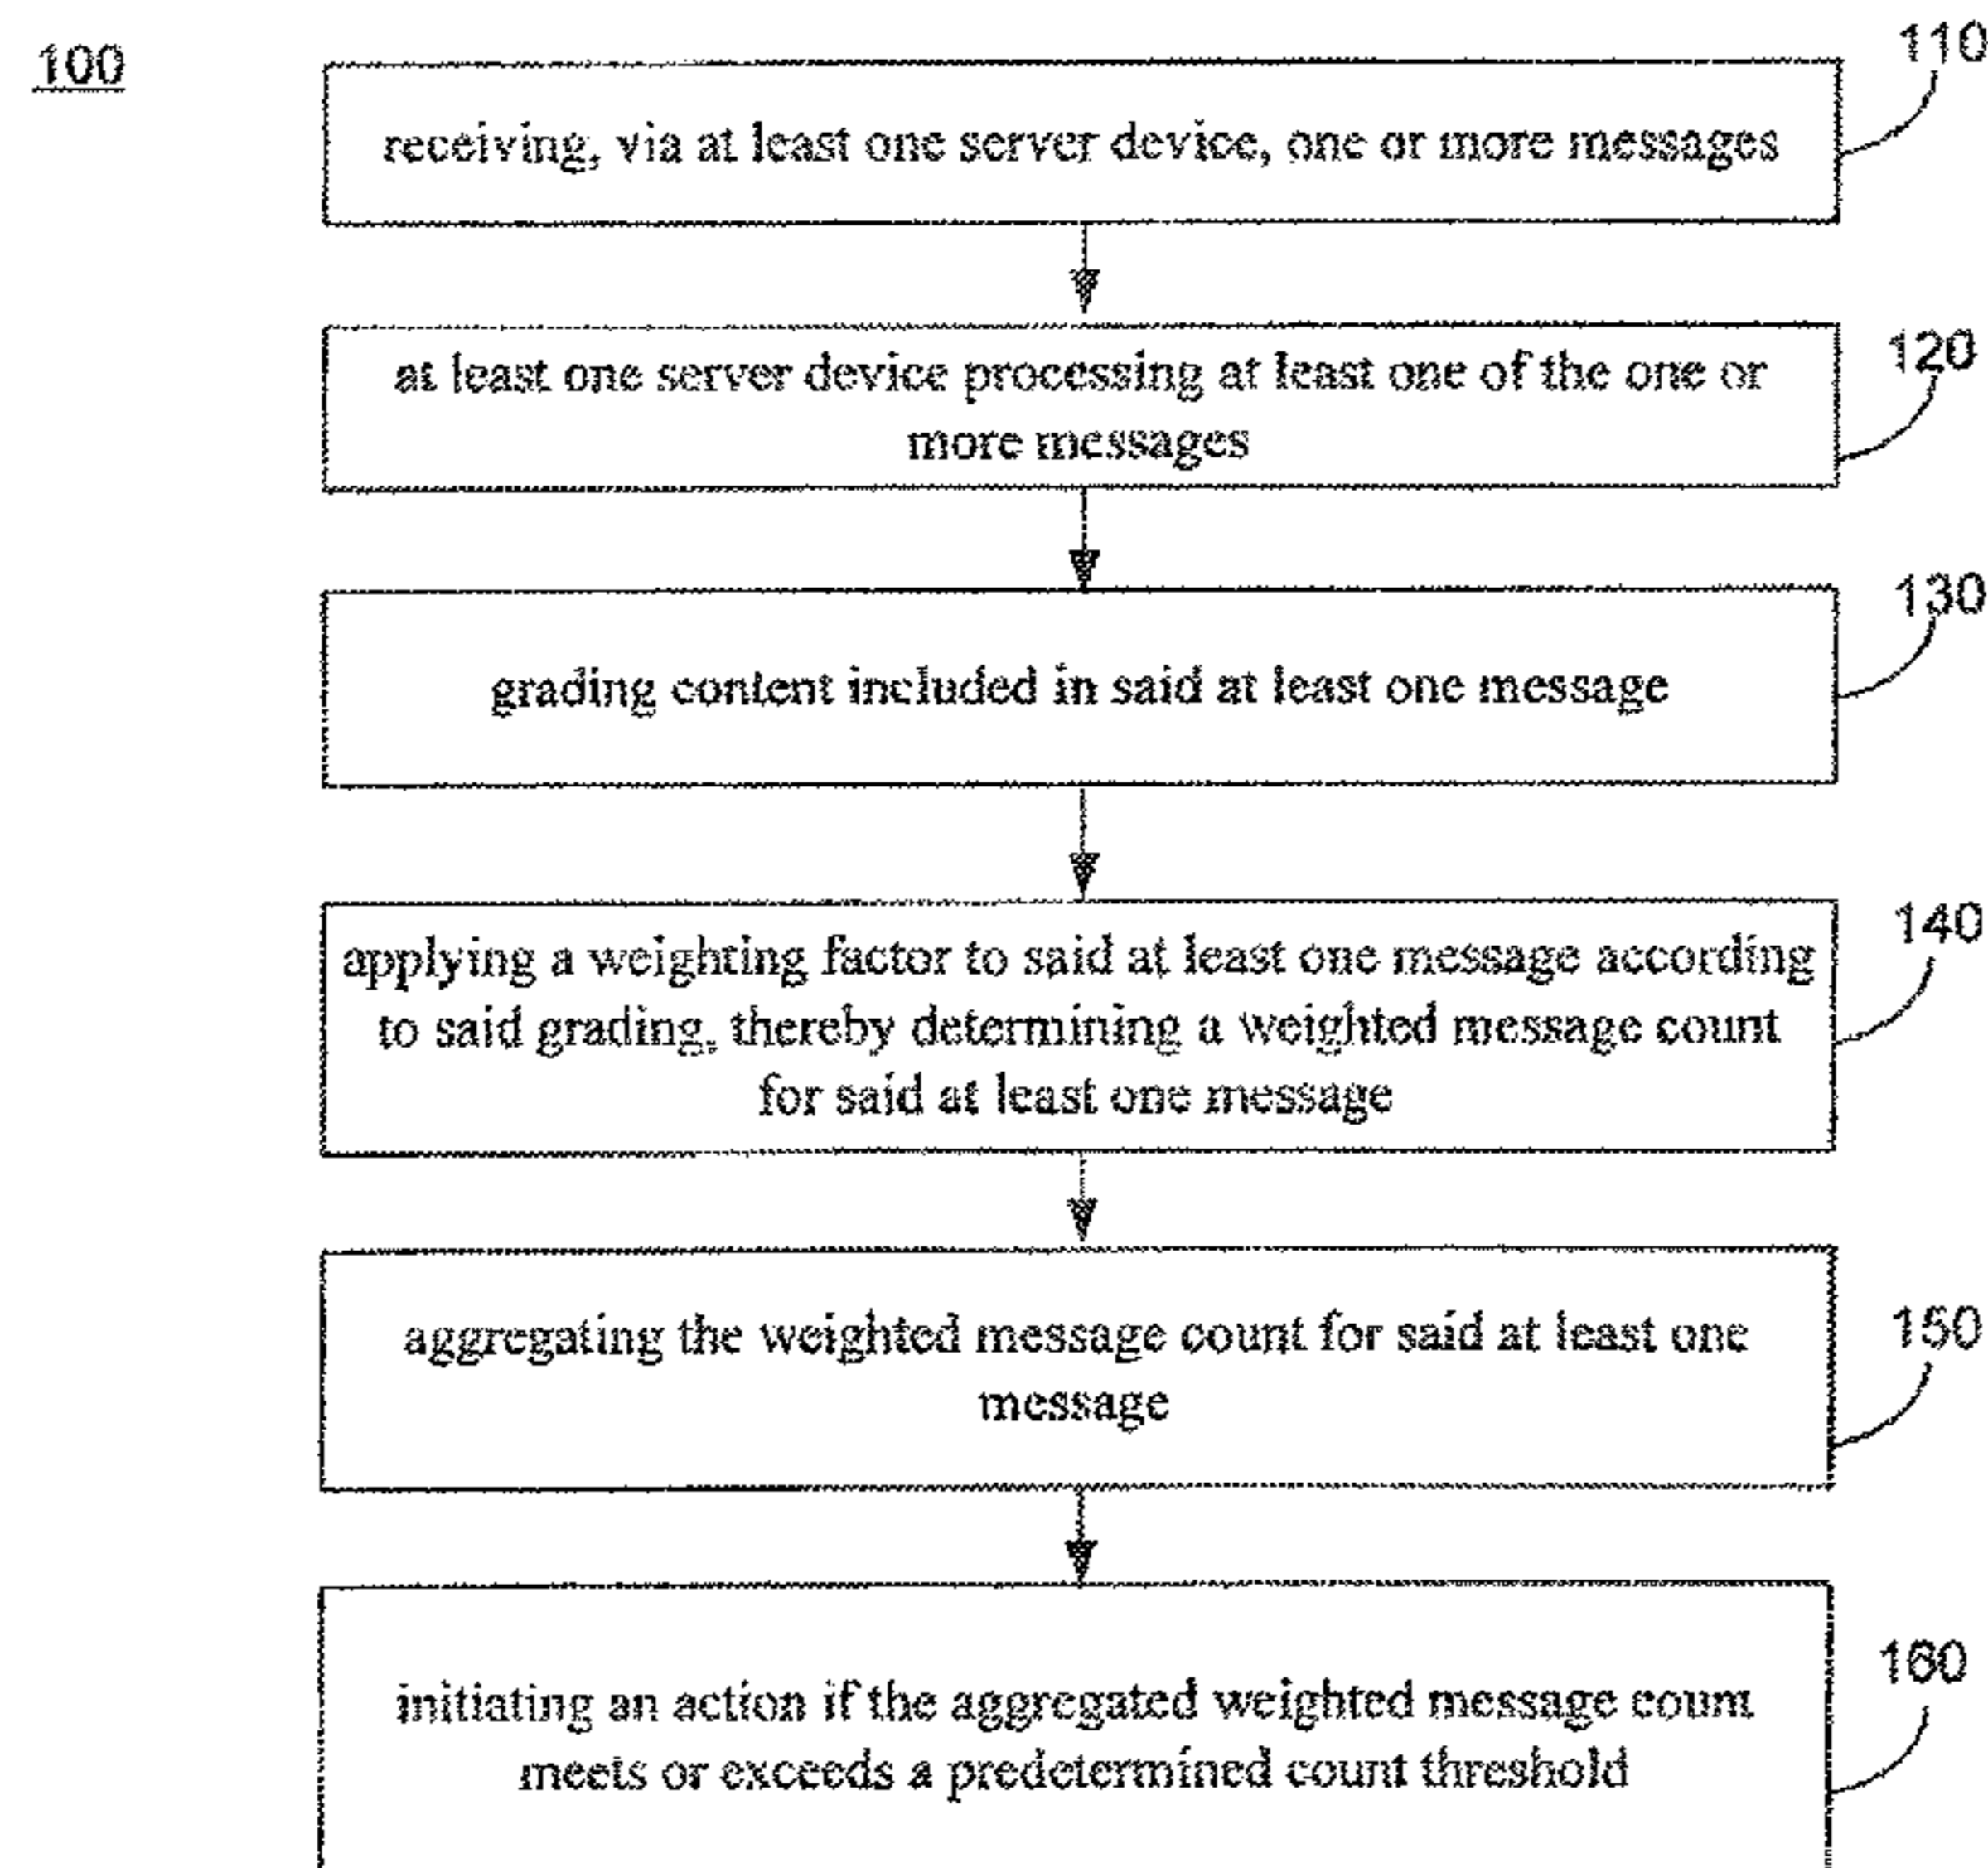 100
110
receiving, via at least one server device, one or more messages
120
at least one server device processing at least one of the one or
more messages
130
grading content included in said at least one message
140
applying a weighting factor to said at least one message according
to said grading, thereby determining a weighted message count
for said at least one message
150
aggregating the weighted message count for said at least one
message
160
initiating an action if the aggregated weighted message count
meets or exceeds a predetermined count threshold